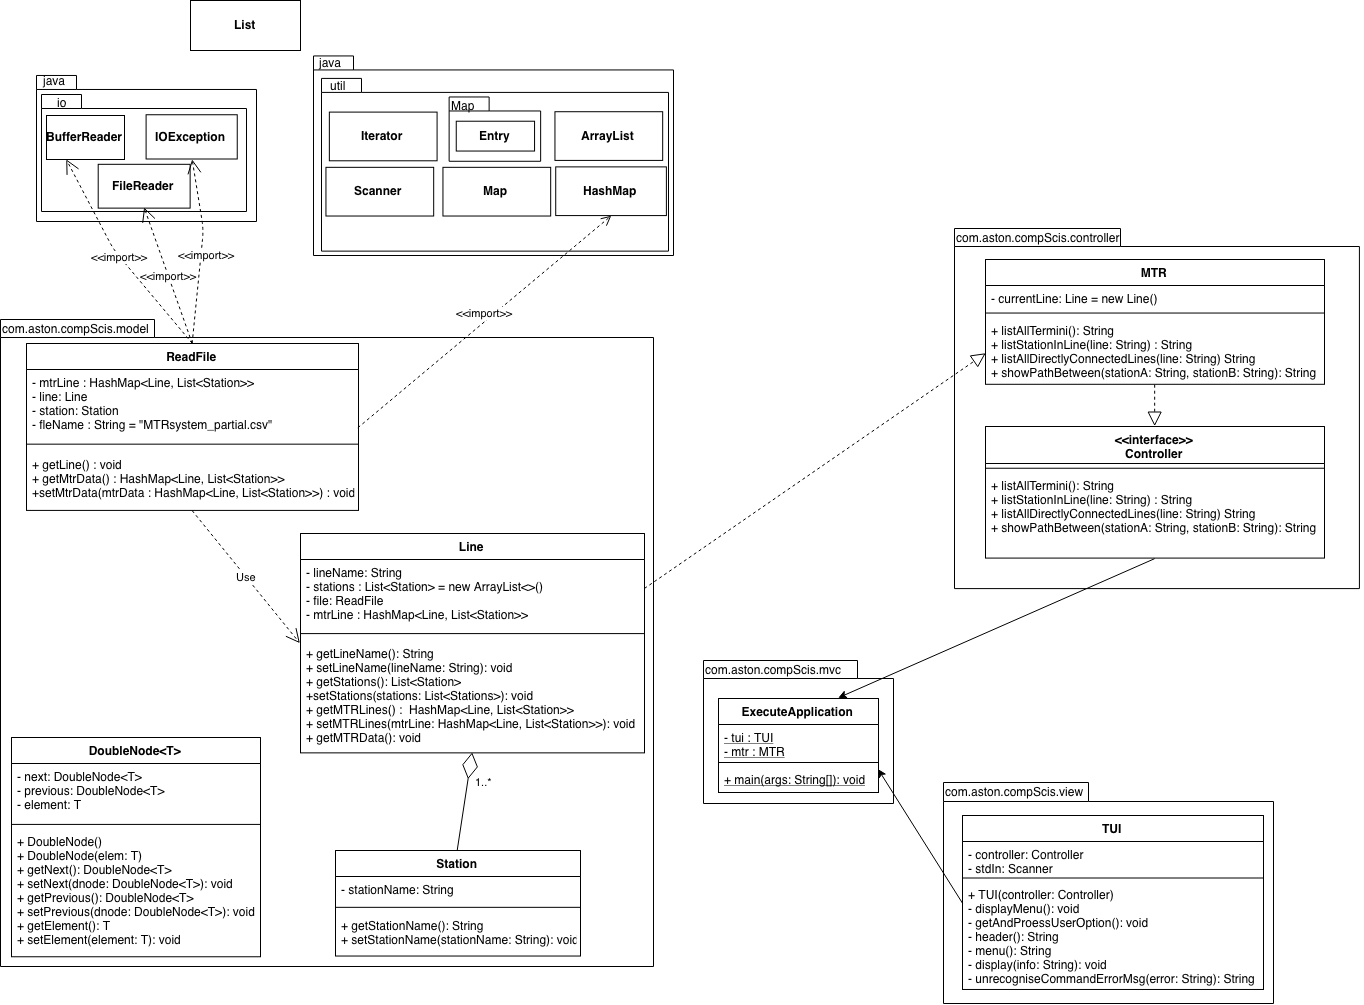 List
java
io
BufferReader
IOException
FileReader
java
util
Map
Iterator
Entry
ArrayList
Scanner
Map
HashMap
<<import>>
<<import>>
<<import>>
<<import>>
com.aston.compScis.model
ReadFile
- mtrLine : HashMap<Line, List<Station>>
- line: Line
- station: Station
- fleName : String = "MTRsystem_partial.csv"
+ getLine() : void
+ getMtrData() : HashMap<Line, List<Station>>
+setMtrData(mtrData : HashMap<Line, List<Station>>) : void
Use
Line
- lineName: String
- stations : List<Station> = new ArrayList<>()
- file: ReadFile
- mtrLine : HashMap<Line, List<Station>>
+ getLineName(): String
+ setLineName(lineName: String): void
+ getStations(): List<Station>
+setStations(stations: List<Stations>): void
+ getMTRLines() :  HashMap<Line, List<Station>>
+ setMTRLines(mtrLine: HashMap<Line, List<Station>>): void
+ getMTRData(): void
1..*
DoubleNode<T>
- next: DoubleNode<T>
- previous: DoubleNode<T>
- element: T
+ DoubleNode()
+ DoubleNode(elem: T)
+ getNext(): DoubleNode<T>
+ setNext(dnode: DoubleNode<T>): void
+ getPrevious(): DoubleNode<T>
+ setPrevious(dnode: DoubleNode<T>): void
+ getElement(): T
+ setElement(element: T): void
Station
- stationName: String
+ getStationName(): String
+ setStationName(stationName: String): void
com.aston.compScis.controller
MTR
- currentLine: Line = new Line()
+ listAllTermini(): String
+ listStationInLine(line: String) : String
+ listAllDirectlyConnectedLines(line: String) String
+ showPathBetween(stationA: String, stationB: String): String
<<interface>>
Controller
+ listAllTermini(): String
+ listStationInLine(line: String) : String
+ listAllDirectlyConnectedLines(line: String) String
+ showPathBetween(stationA: String, stationB: String): String
com.aston.compScis.mvc
ExecuteApplication
- tui : TUI
- mtr : MTR
+ main(args: String[]): void
com.aston.compScis.view
TUI
- controller: Controller
- stdIn: Scanner
+ TUI(controller: Controller)
- displayMenu(): void
- getAndProessUserOption(): void
- header(): String
- menu(): String
- display(info: String): void
- unrecogniseCommandErrorMsg(error: String): String